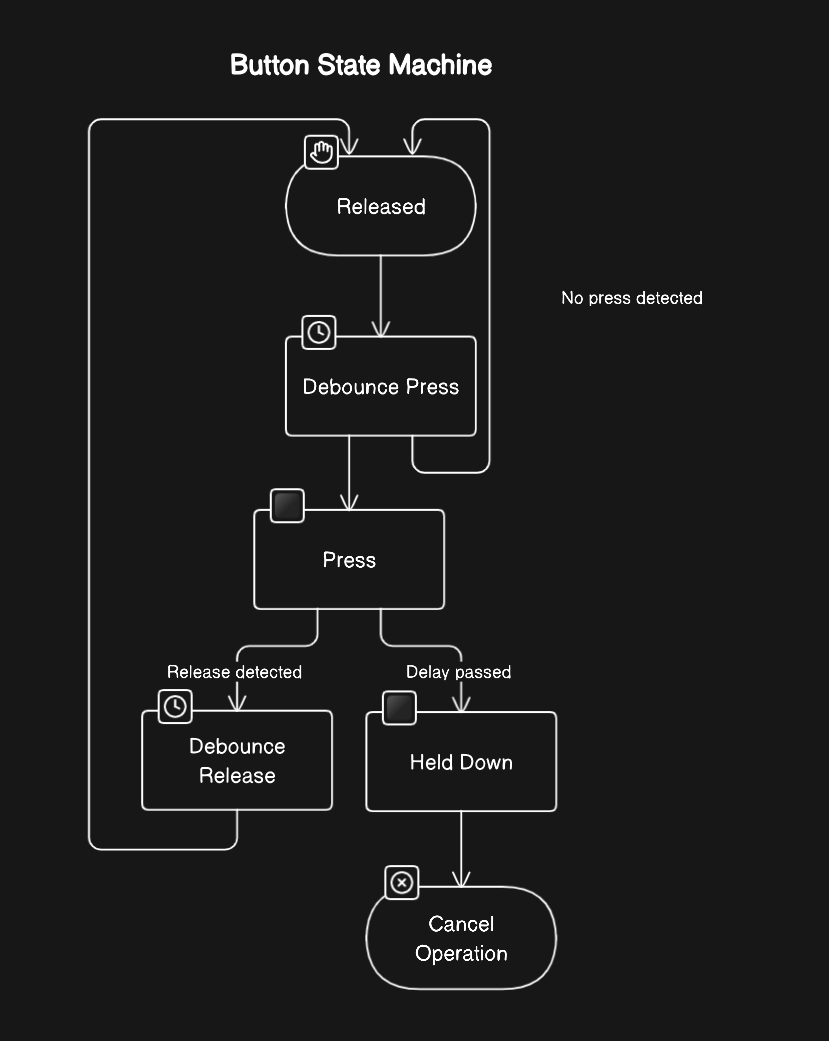 Button State Machine
Released
No press detected
Debounce Press
Press
Release detected
Delay passed
Debounce
Release
Held Down
Cancel
Operation